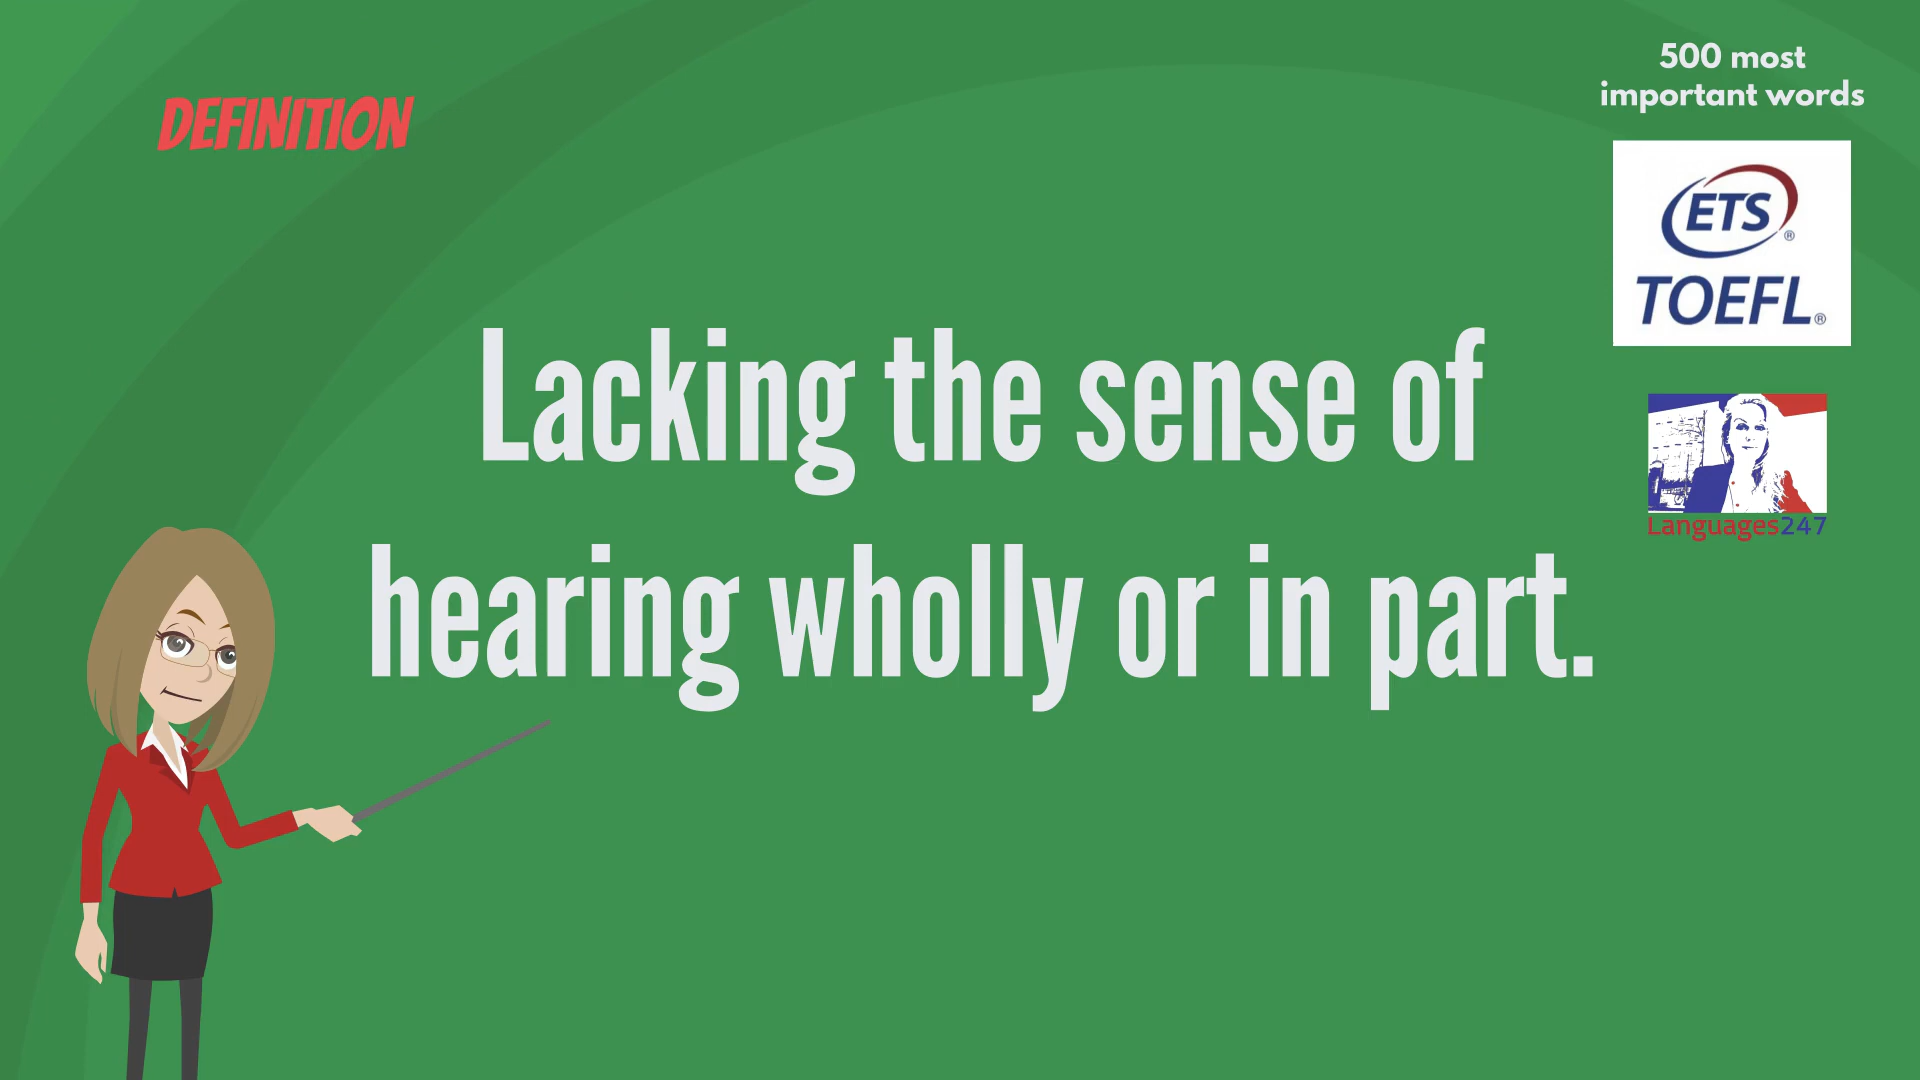 DEFINITION
500 most
important words
ETS®
TOEFL®
Languages247
Lacking the sense of
hearing wholly or in part.